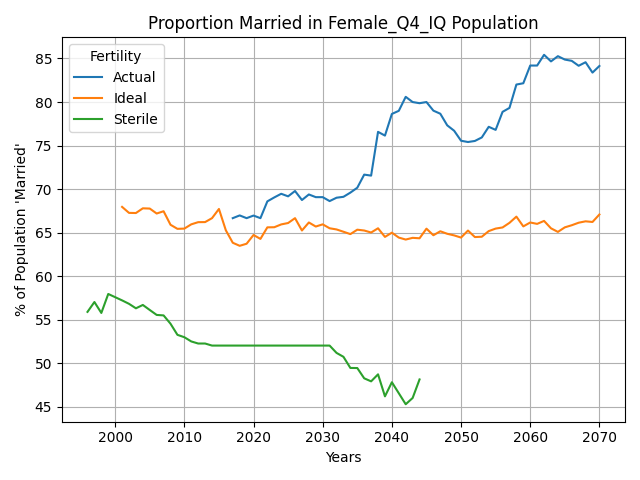 Proportion Married in Female_Q4_IQ Population
Fertility
Actual
Ideal
Sterile
% of Population 'Married'
85
80
75
70
65
60
55
50
45
2000
2010
2020
2030
2040
2050
2060
2070
Years